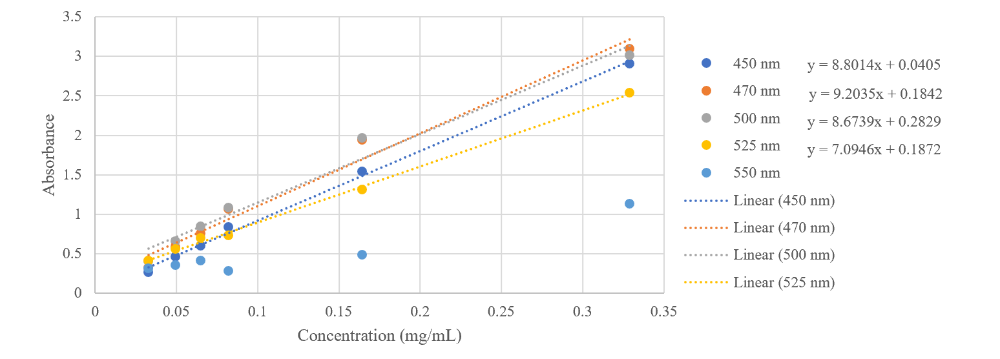 3.5
3
2.5
2
1.5
1
0.5
0
0 0.05 0.1 0.15 0.2 0.25 0.3 0.35
Absorbance
Concentration (mg/mL)
450 nm y = 8.8014x + 0.0405
470 nm y = 9.2035x + 0.1842
500 nm y = 8.6739x + 0.2829
525 nm y = 7.0946x + 0.1872
550 nm
Linear (450 nm)
Linear (470 nm)
Linear (500 nm)
Linear (525 nm)